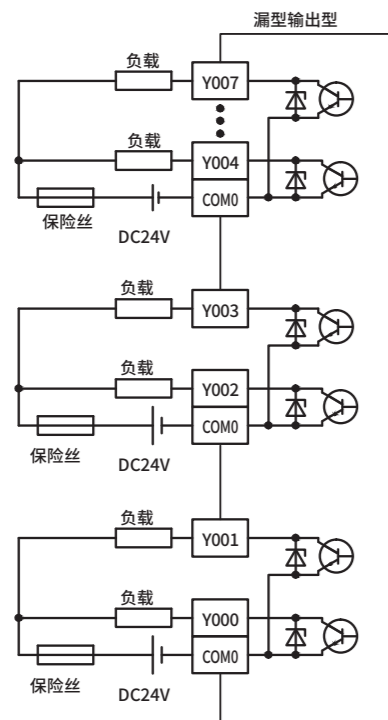 漏型输出型
负载
Y007
负载
Y004
COM0
保险丝
DC24V
负载
Y003
负载
Y002
COM0
保险丝
DC24V
负载
Y001
负载
Y000
COM0
保险丝
DC24V